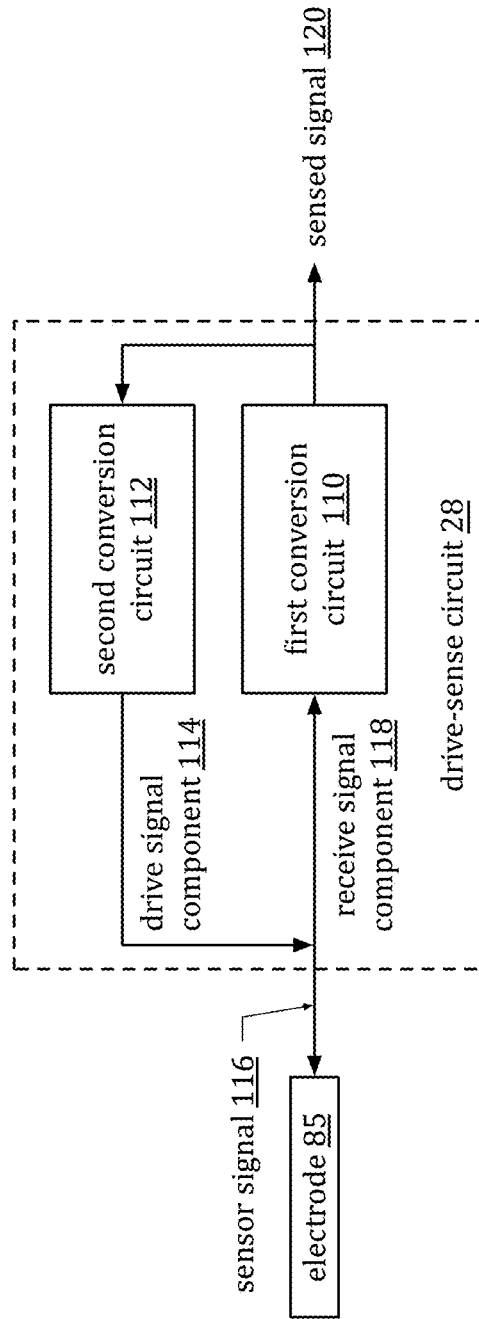 second conversion
circuit 112
drive signal
component 114
sensor signal 116
electrode 85
receive signal
component 118
first conversion
circuit 110
sensed signal 120
drive-sense circuit 28